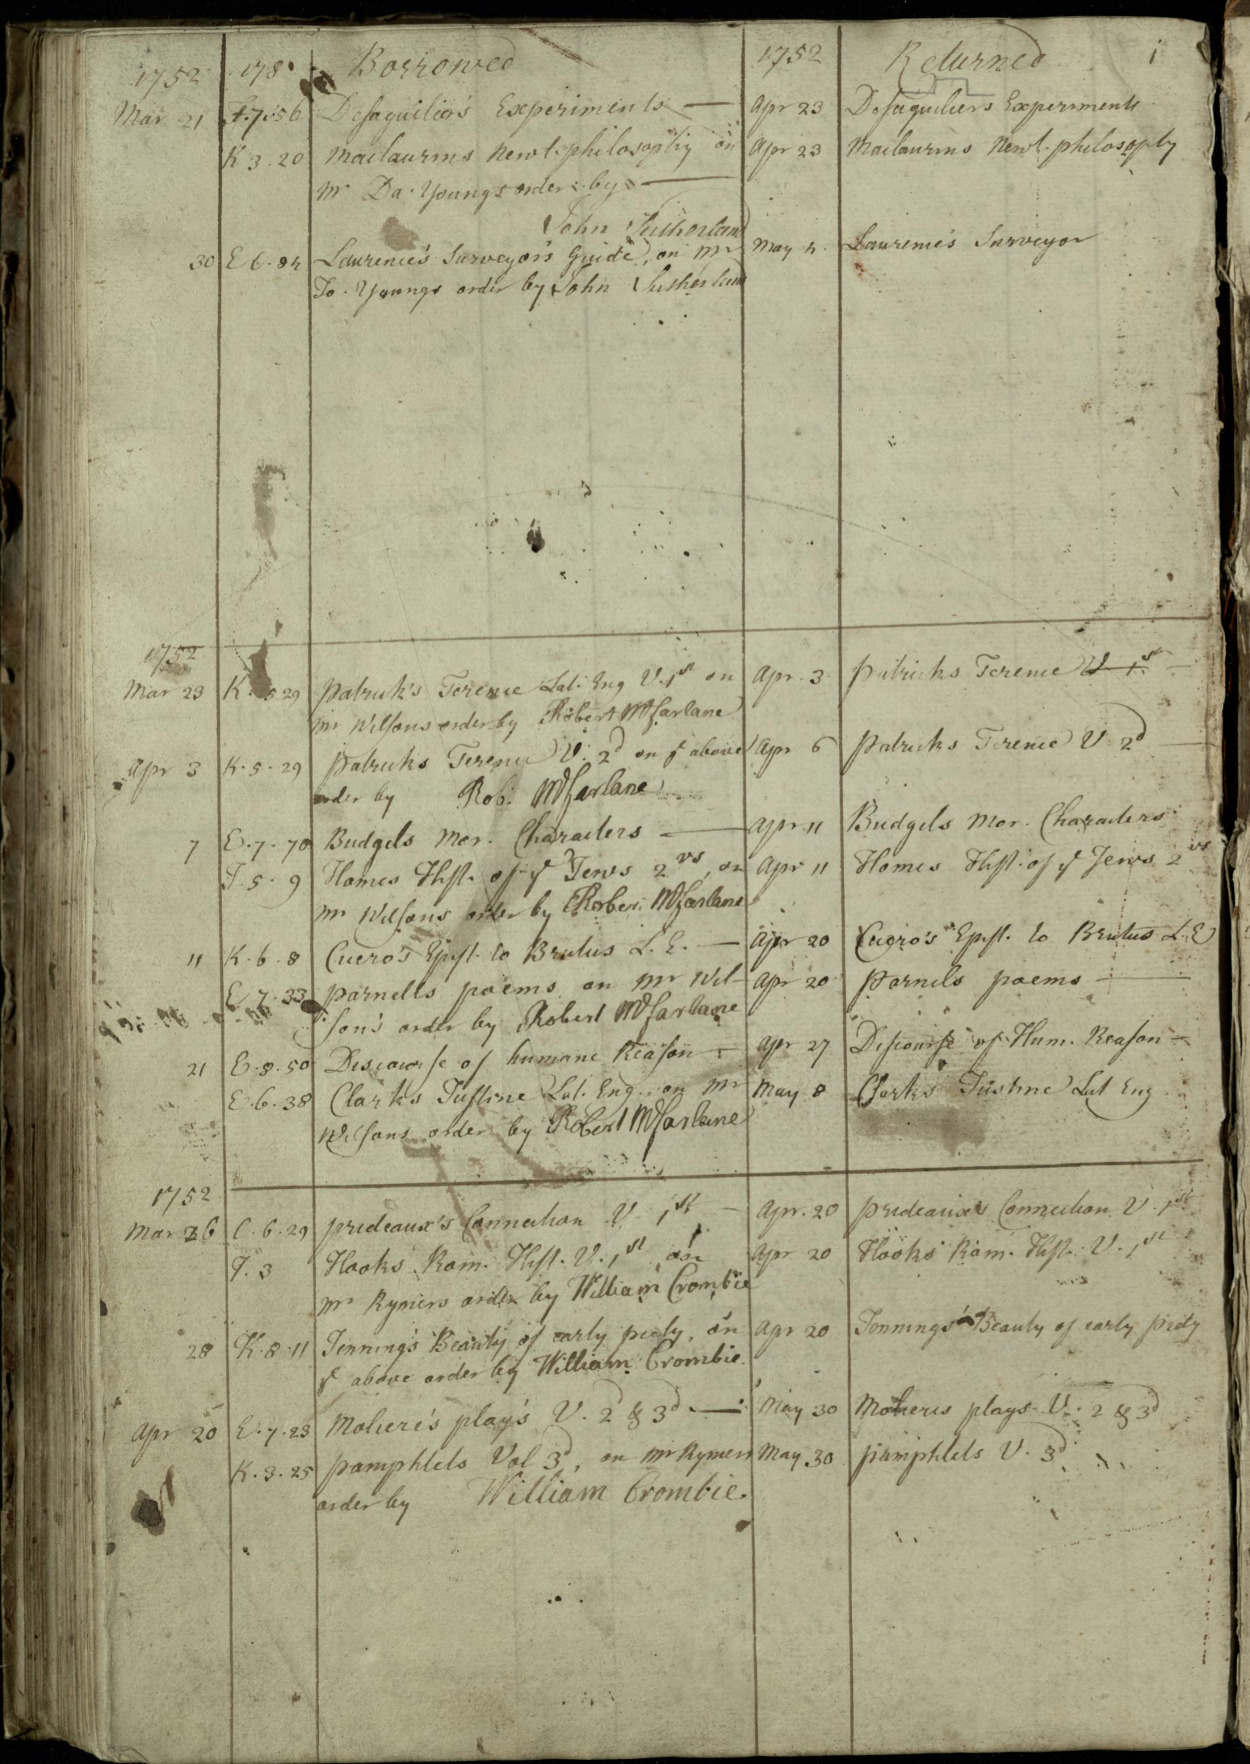 1752 178 Borrowed 1752 Returned 1
Mar 21 F.7.56 Desaguilier's Experiments — Apr 23 Desaguliers Experiments
K 3.20 Maclaurins Newt. philosophy on Apr 23 Maclaurins Newt. philosophy
Mr Da. Youngs order by —
John Sutherland
30 E 6.84 Laurence's Surveyor's Guide, on Mr May 4 Laurence's Surveyor
Jo. Youngs order by John Sutherland
1752
Mar 23 K 5 29 Patrick's Terence Lat. Eng V. 1st on Apr. 3 Patricks Terence V 1st —
Mr Wilsons order by Robert Mcfarlane
Apr 3 K.5.29 Patricks Terence V. 2d on ye above Apr 6 Patricks Terence V 2d —
order by Rob. Mcfarlane
7 E.7.70 Budgels Mor. Characters — Apr 11 Budgels Mor. Characters
J.5.9 Homes Hist. of ye Jews 2 vs, on Apr 11 Homes Hist. of ye Jews 2 vs
Mr Wilsons order by Robert Mcfarlane
11 K.6.8 Cicero's Epist. to Brutus L.E. — Apr 20 Cicero's Epist. to Brutus L.E
E.7.33 Parnells poems on Mr Wil- Apr 20 Parnels poems —
son's order by Robert Mcfarlane
21 E.8.50 Discourse of humane Reason — Apr 27 Discourse of Hum. Reason —
E.6.38 Clarks Justine Lat. Eng. on Mr May 8 Clarks Justine Lat Eng
Wilsons order by Robert Mcfarlane
1752
Mar 26 C.6.29 prideaux's Connection V. 1st — Apr. 20 prideaux's Connection V. 1st
J. 3 Hooks Rom. Hist. V. 1st on Apr 20 Hooks Rom. Hist. V. 1st
Mr Rymers order by William Crombie
28 K.8.11 Jennings Beauty of early piety, on Apr 20 Jennings Beauty of early piety
ye above order by William Crombie.
Apr 20 E.7.23 Moliere's play's V. 2 & 3d — May 30 Molieres plays V. 2 & 3d
K.3.25 pamphlets Vol 3d, on Mr Rymers May 30 pamphlets V. 3d
order by William Crombie.